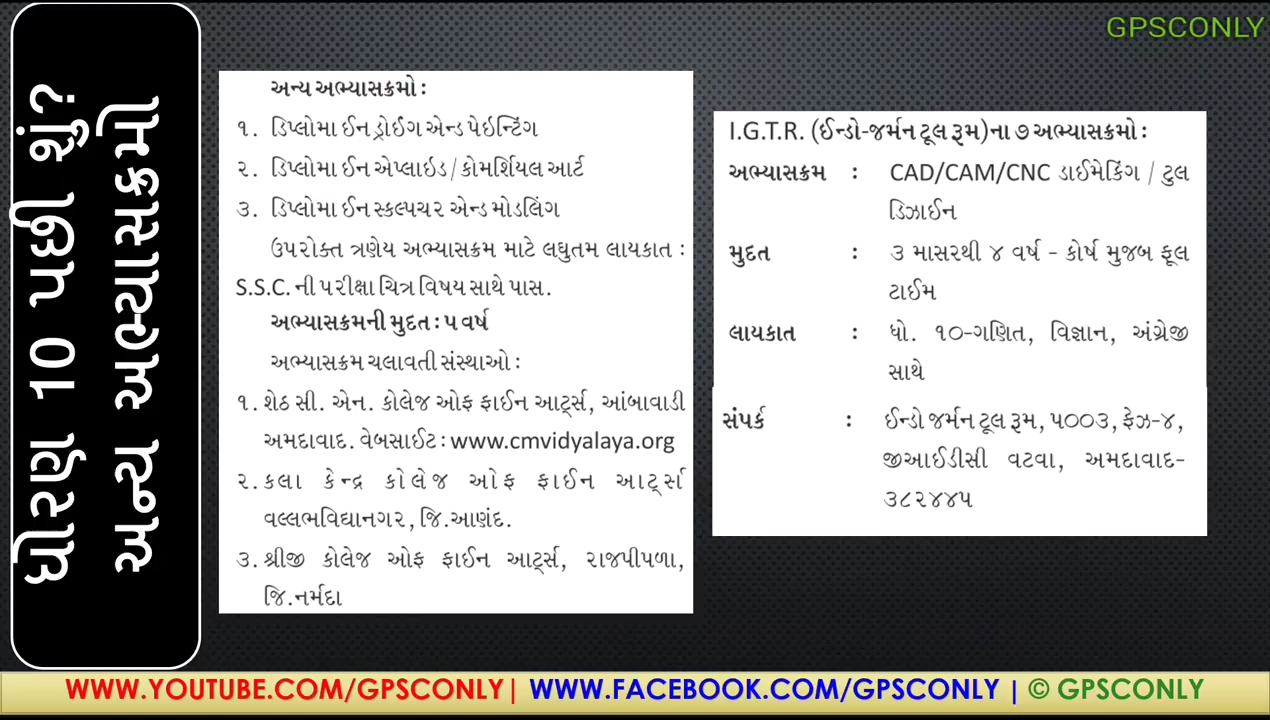 GPSCONLY
ધોરણ 10 પછી શું?
અન્ય અભ્યાસક્રમો
અન્ય અભ્યાસક્રમો :
૧. ડિપ્લોમા ઈન ડ્રોઈંગ એન્ડ પેઈન્ટિંગ
૨. ડિપ્લોમા ઈન એપ્લાઇડ / કોમર્શિયલ આર્ટ
૩. ડિપ્લોમા ઈન સ્કલ્પચર એન્ડ મોડલિંગ
ઉપરોક્ત ત્રણેય અભ્યાસક્રમ માટે લઘુતમ લાયકાત :
S.S.C. ની પરીક્ષા ચિત્ર વિષય સાથે પાસ.
અભ્યાસક્રમની મુદત : ૫ વર્ષ
અભ્યાસક્રમ ચલાવતી સંસ્થાઓ :
૧. શેઠ સી. એન. કોલેજ ઓફ ફાઈન આર્ટ્સ, આંબાવાડી
અમદાવાદ. વેબસાઈટ : www.cmvidyalaya.org
૨. કલા કેન્દ્ર કોલેજ ઓફ ફાઈન આર્ટ્સ
વલ્લભવિદ્યાનગર, જિ.આણંદ.
૩. શ્રીજી કોલેજ ઓફ ફાઈન આર્ટ્સ, રાજપીપળા,
જિ.નર્મદા
I.G.T.R. (ઈન્ડો-જર્મન ટૂલ રૂમ)ના ૭ અભ્યાસક્રમો :
અભ્યાસક્રમ : CAD/CAM/CNC ડાઈમેકિંગ / ટુલ
ડિઝાઈન
મુદત : ૩ માસરથી ૪ વર્ષ - કોર્ષ મુજબ ફૂલ
ટાઈમ
લાયકાત : ધો. ૧૦-ગણિત, વિજ્ઞાન, અંગ્રેજી
સાથે
સંપર્ક : ઈન્ડો જર્મન ટૂલ રૂમ, ૫૦૦૩, ફેઝ-૪,
જીઆઈડીસી વટવા, અમદાવાદ-
૩૮૨૪૪૫
WWW.YOUTUBE.COM/GPSCONLY | WWW.FACEBOOK.COM/GPSCONLY | © GPSCONLY